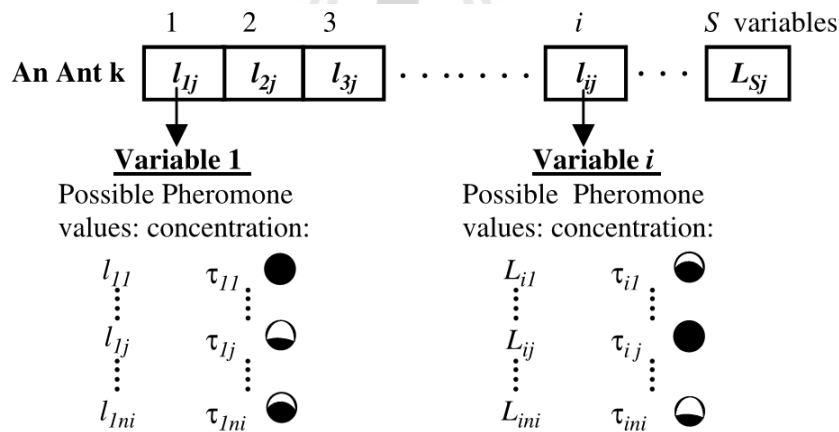 1 2 3 i S variables
An Ant k l1j l2j l3j . . . . . . . . lij . . . LSj
Variable 1 Variable i
Possible Pheromone Possible Pheromone
values: concentration: values: concentration:
l11 τ11 Li1 τi1
l1j τ1j Lij τij
l1ni τ1ni Lini τini